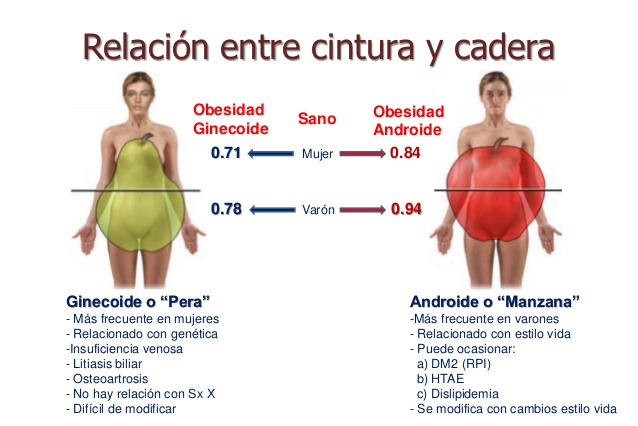 Relación entre cintura y cadera
Obesidad
Ginecoide
Sano
Obesidad
Androide
0.71
Mujer
0.84
0.78
Varón
0.94
Ginecoide o “Pera”
- Más frecuente en mujeres
- Relacionado con genética
-Insuficiencia venosa
- Litiasis biliar
- Osteoartrosis
- No hay relación con Sx X
- Difícil de modificar
Androide o “Manzana”
-Más frecuente en varones
- Relacionado con estilo vida
- Puede ocasionar:
a) DM2 (RPI)
b) HTAE
c) Dislipidemia
- Se modifica con cambios estilo vida